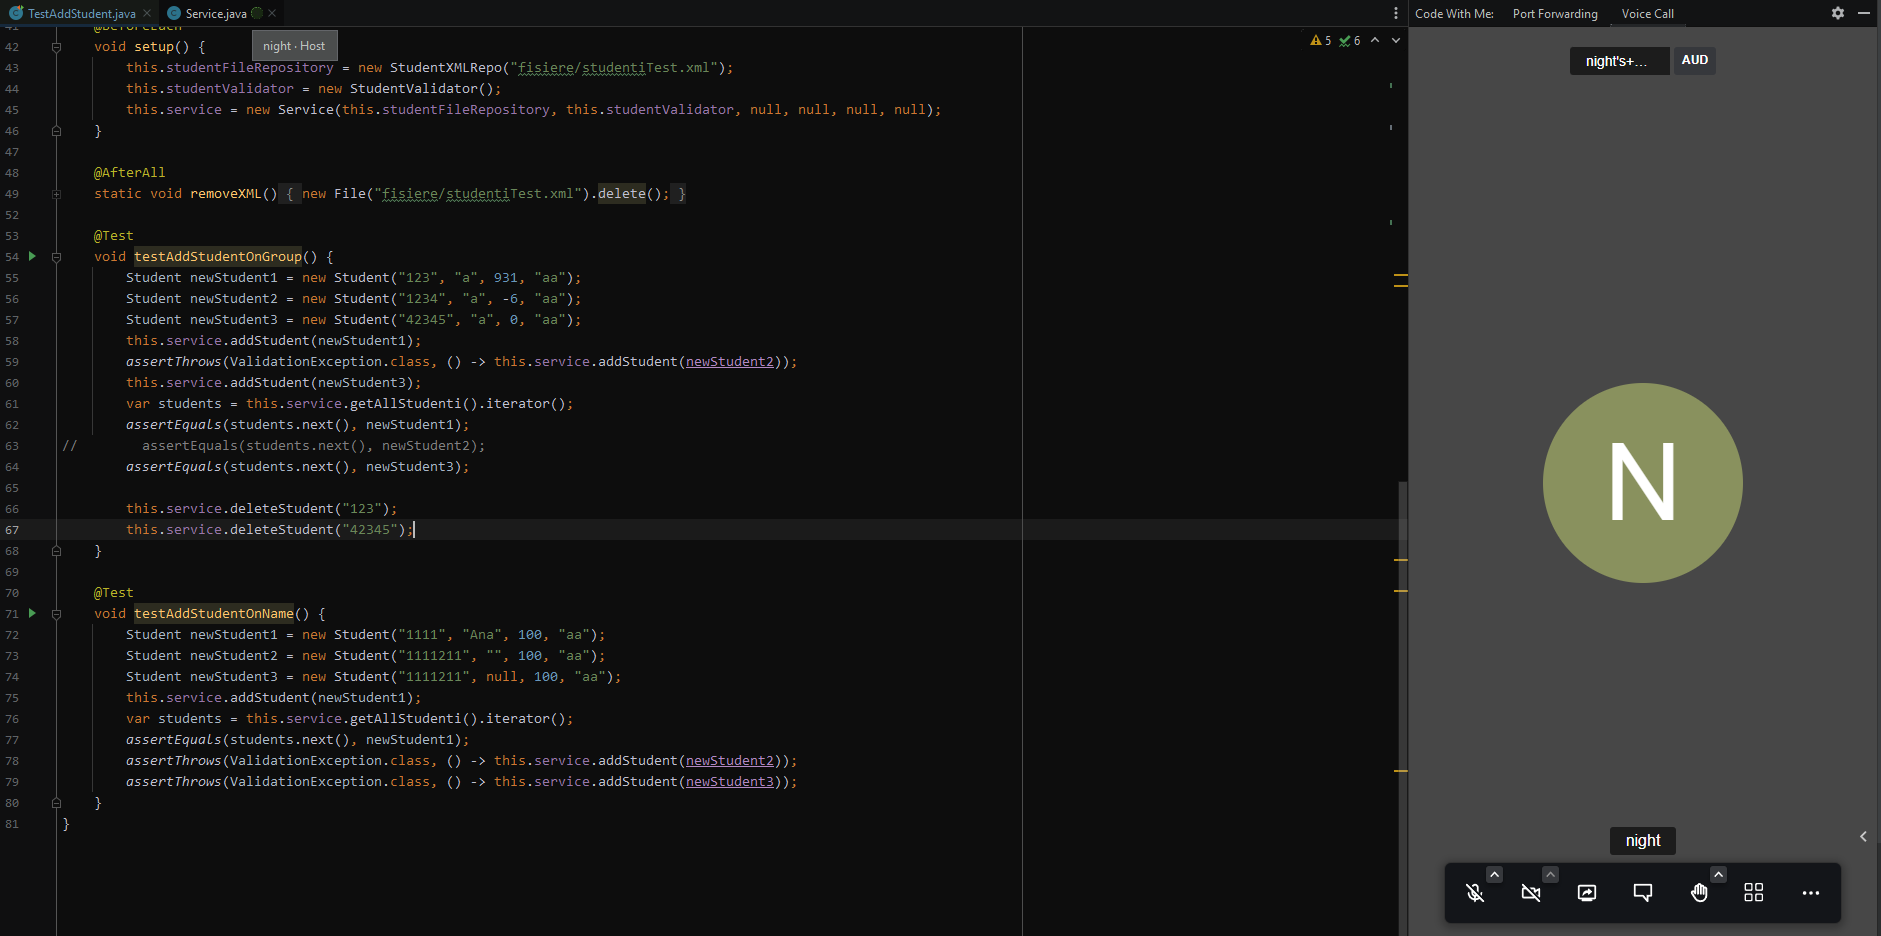 TestAddStudent.java
Service.java
Code With Me:
Port Forwarding
Voice Call
night · Host
5
6
night's+...
AUD
41 @BeforeEach
42 void setup() {
43 this.studentFileRepository = new StudentXMLRepo("fisiere/studentiTest.xml");
44 this.studentValidator = new StudentValidator();
45 this.service = new Service(this.studentFileRepository, this.studentValidator, null, null, null, null);
46 }
47
48 @AfterAll
49 static void removeXML() { new File("fisiere/studentiTest.xml").delete(); }
52
53 @Test
54 void testAddStudentOnGroup() {
55 Student newStudent1 = new Student("123", "a", 931, "aa");
56 Student newStudent2 = new Student("1234", "a", -6, "aa");
57 Student newStudent3 = new Student("42345", "a", 0, "aa");
58 this.service.addStudent(newStudent1);
59 assertThrows(ValidationException.class, () -> this.service.addStudent(newStudent2));
60 this.service.addStudent(newStudent3);
61 var students = this.service.getAllStudenti().iterator();
62 assertEquals(students.next(), newStudent1);
63 // assertEquals(students.next(), newStudent2);
64 assertEquals(students.next(), newStudent3);
65
66 this.service.deleteStudent("123");
67 this.service.deleteStudent("42345");
68 }
69
70 @Test
71 void testAddStudentOnName() {
72 Student newStudent1 = new Student("1111", "Ana", 100, "aa");
73 Student newStudent2 = new Student("1111211", "", 100, "aa");
74 Student newStudent3 = new Student("1111211", null, 100, "aa");
75 this.service.addStudent(newStudent1);
76 var students = this.service.getAllStudenti().iterator();
77 assertEquals(students.next(), newStudent1);
78 assertThrows(ValidationException.class, () -> this.service.addStudent(newStudent2));
79 assertThrows(ValidationException.class, () -> this.service.addStudent(newStudent3));
80 }
81 }
N
night